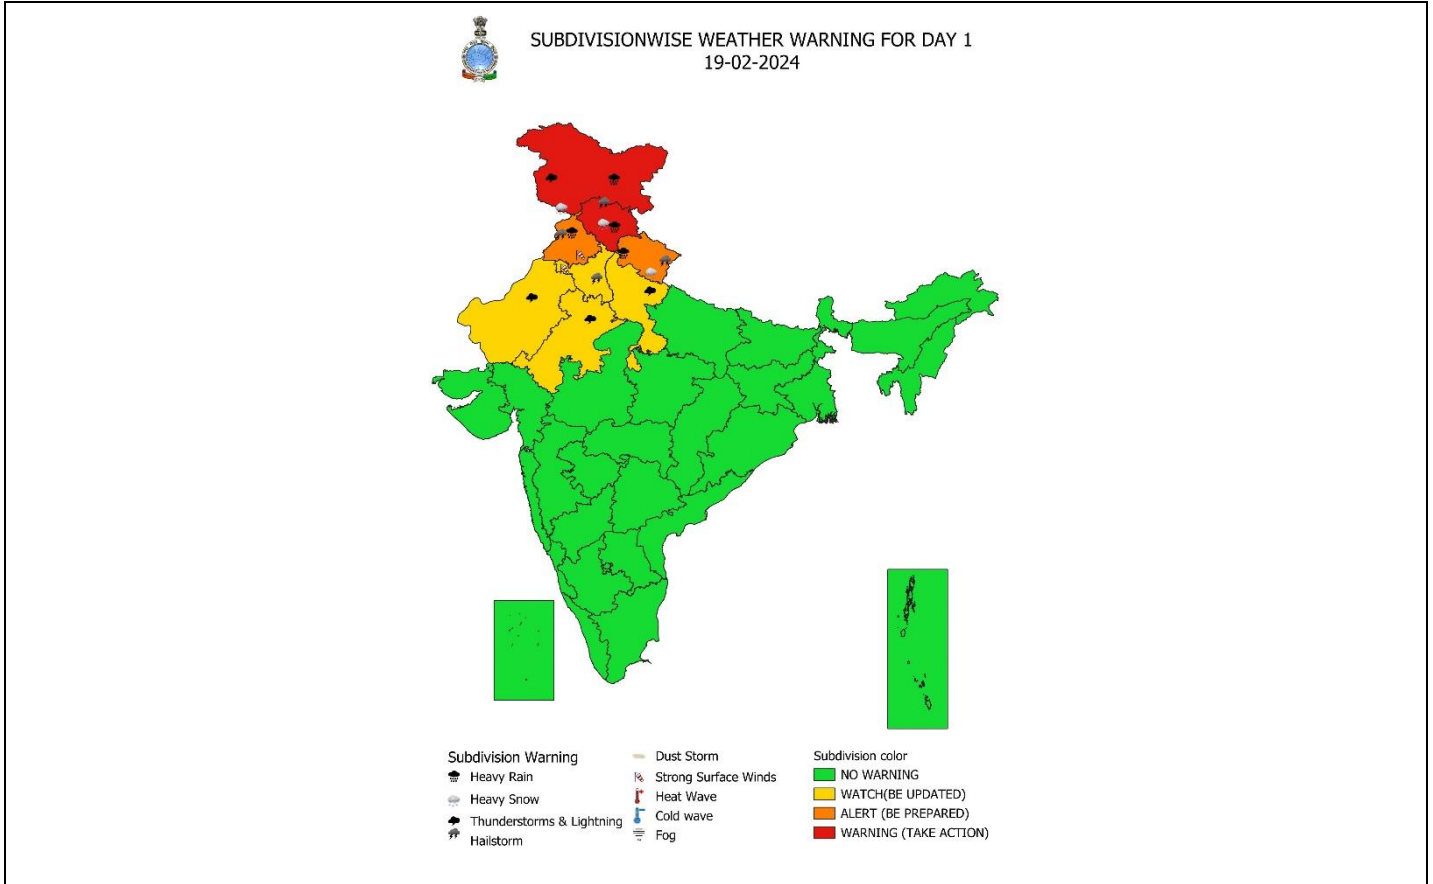 SUBDIVISIONWISE WEATHER WARNING FOR DAY 1
19-02-2024
Subdivision Warning
Heavy Rain
Heavy Snow
Thunderstorms & Lightning
Hailstorm
Dust Storm
Strong Surface Winds
Heat Wave
Cold wave
Fog
Subdivision color
NO WARNING
WATCH(BE UPDATED)
ALERT (BE PREPARED)
WARNING (TAKE ACTION)